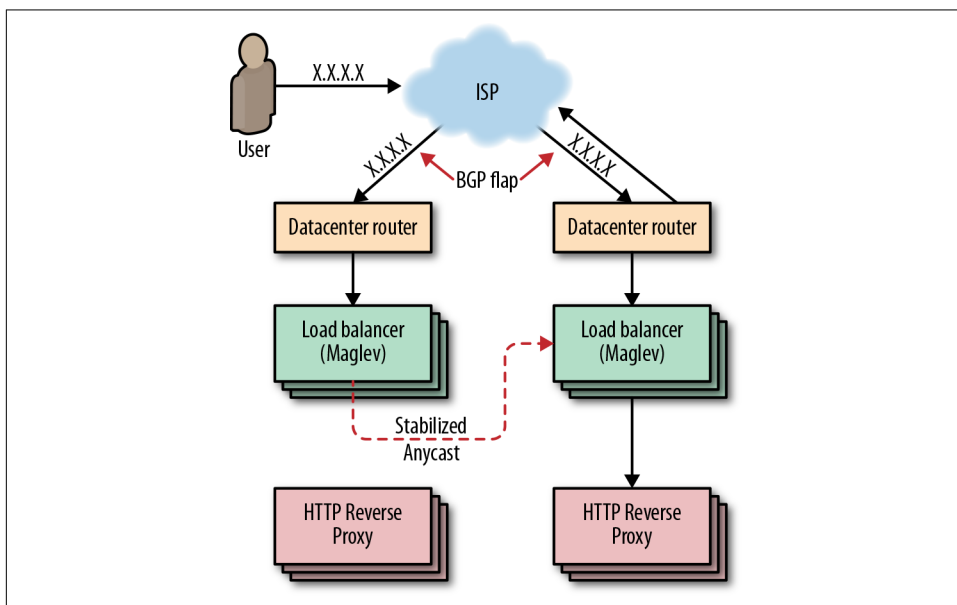 X.X.X.X
ISP
User
X.X.X.X
X.X.X.X
BGP flap
Datacenter router
Datacenter router
Load balancer
(Maglev)
Load balancer
(Maglev)
Stabilized
Anycast
HTTP Reverse
Proxy
HTTP Reverse
Proxy